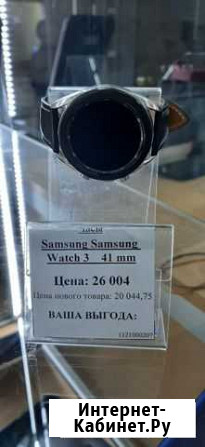 Samsung Samsung
Watch 3 41 mm
Цена: 26 004
Цена нового товара: 20 044,75
ВАША ВЫГОДА:
Интернет-
Кабинет.Ру